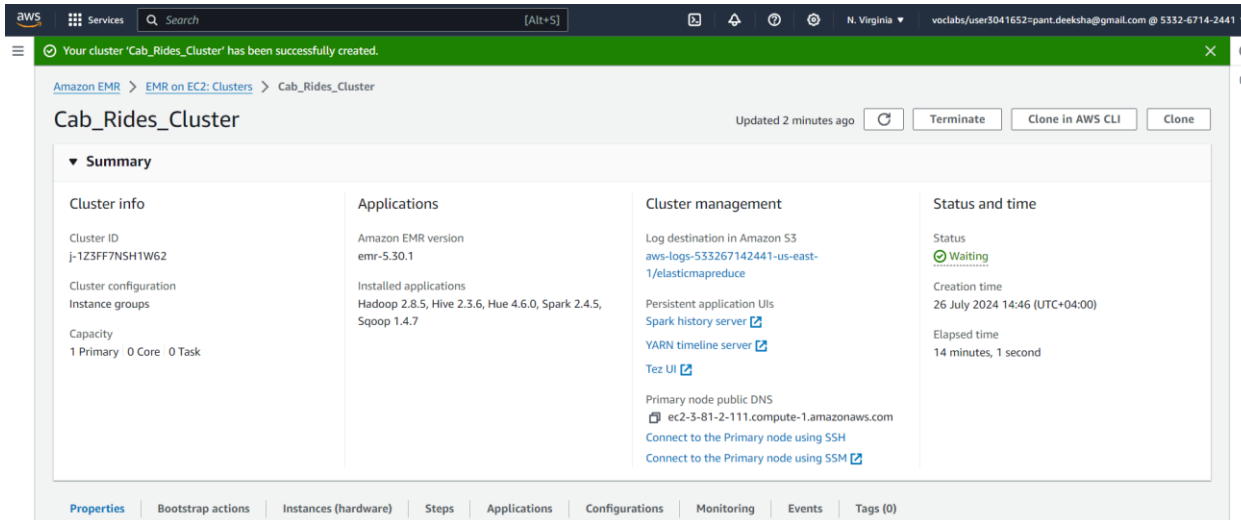 aws
Services
Search
[Alt+S]
N. Virginia
voclabs/user3041652=pant.deeksha@gmail.com @ 5332-6714-2441
Your cluster 'Cab_Rides_Cluster' has been successfully created.
Amazon EMR > EMR on EC2: Clusters > Cab_Rides_Cluster
Cab_Rides_Cluster
Updated 2 minutes ago
Terminate
Clone in AWS CLI
Clone
Summary
Cluster info
Cluster ID
j-1Z3FF7NSH1W62
Cluster configuration
Instance groups
Capacity
1 Primary 0 Core 0 Task
Applications
Amazon EMR version
emr-5.30.1
Installed applications
Hadoop 2.8.5, Hive 2.3.6, Hue 4.6.0, Spark 2.4.5,
Sqoop 1.4.7
Cluster management
Log destination in Amazon S3
aws-logs-533267142441-us-east-
1/elasticmapreduce
Persistent application UIs
Spark history server
YARN timeline server
Tez UI
Primary node public DNS
ec2-3-81-2-111.compute-1.amazonaws.com
Connect to the Primary node using SSH
Connect to the Primary node using SSM
Status and time
Status
Waiting
Creation time
26 July 2024 14:46 (UTC+04:00)
Elapsed time
14 minutes, 1 second
Properties
Bootstrap actions
Instances (hardware)
Steps
Applications
Configurations
Monitoring
Events
Tags (0)